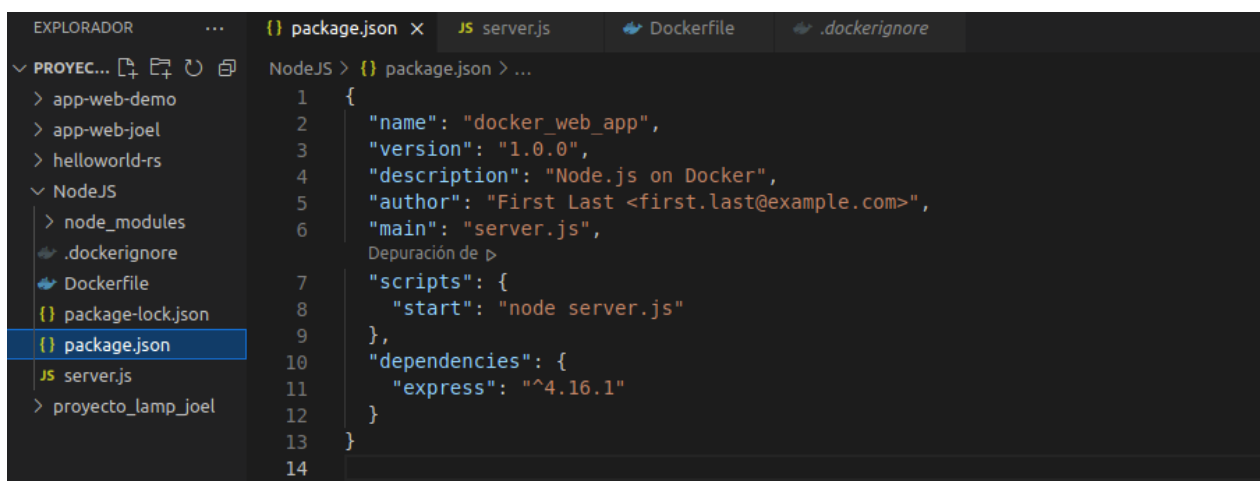 EXPLORADOR ···
PROYEC...
app-web-demo
app-web-joel
helloworld-rs
NodeJS
node_modules
.dockerignore
Dockerfile
{} package-lock.json
{} package.json
JS server.js
proyecto_lamp_joel
{} package.json × JS server.js Dockerfile .dockerignore
NodeJS > {} package.json > ...
1 {
2 "name": "docker_web_app",
3 "version": "1.0.0",
4 "description": "Node.js on Docker",
5 "author": "First Last <first.last@example.com>",
6 "main": "server.js",
Depuración de
7 "scripts": {
8 "start": "node server.js"
9 },
10 "dependencies": {
11 "express": "^4.16.1"
12 }
13 }
14